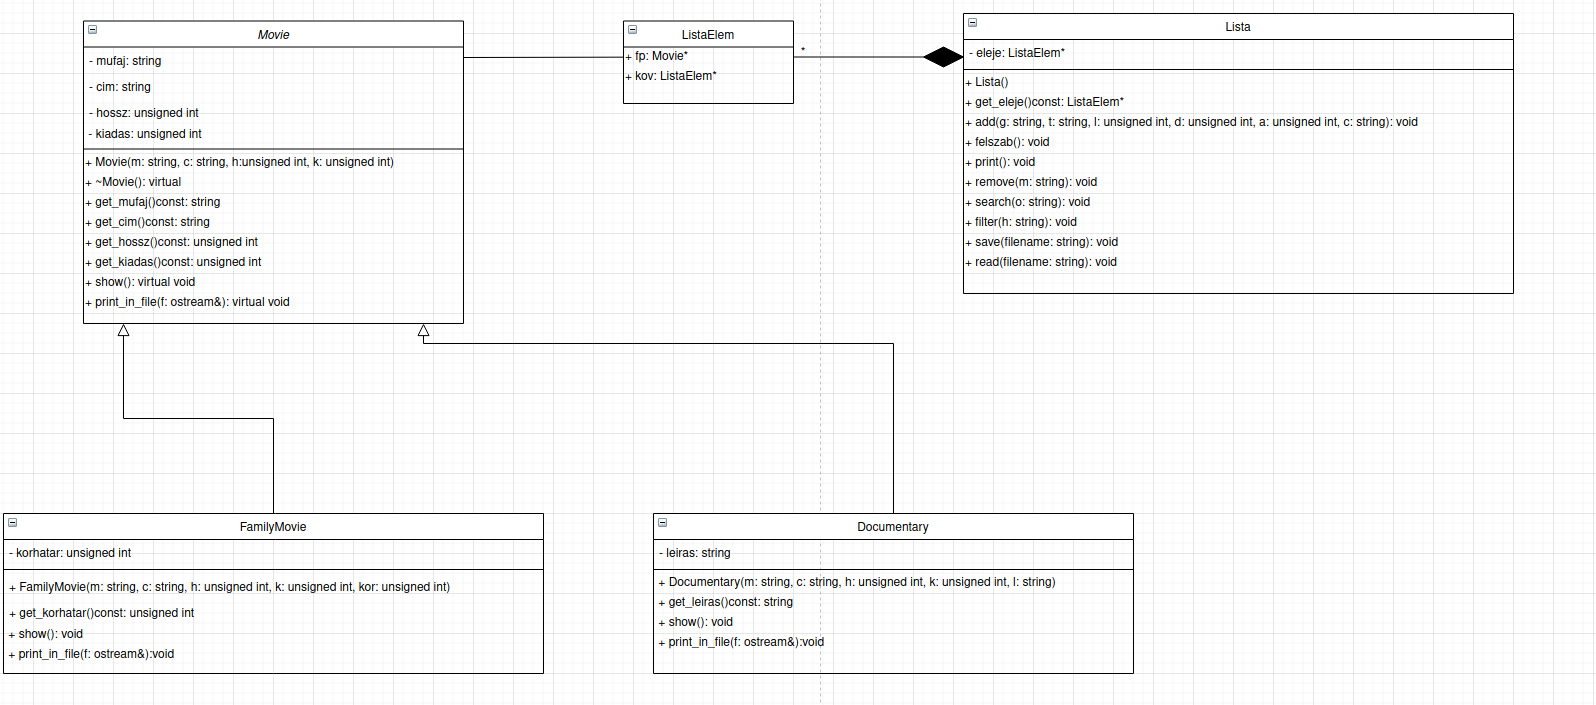 Movie
- mufaj: string
- cim: string
- hossz: unsigned int
- kiadas: unsigned int
+ Movie(m: string, c: string, h:unsigned int, k: unsigned int)
+ ~Movie(): virtual
+ get_mufaj()const: string
+ get_cim()const: string
+ get_hossz()const: unsigned int
+ get_kiadas()const: unsigned int
+ show(): virtual void
+ print_in_file(f: ostream&): virtual void
ListaElem
+ fp: Movie*
+ kov: ListaElem*
*
Lista
- eleje: ListaElem*
+ Lista()
+ get_eleje()const: ListaElem*
+ add(g: string, t: string, l: unsigned int, d: unsigned int, a: unsigned int, c: string): void
+ felszab(): void
+ print(): void
+ remove(m: string): void
+ search(o: string): void
+ filter(h: string): void
+ save(filename: string): void
+ read(filename: string): void
FamilyMovie
- korhatar: unsigned int
+ FamilyMovie(m: string, c: string, h: unsigned int, k: unsigned int, kor: unsigned int)
+ get_korhatar()const: unsigned int
+ show(): void
+ print_in_file(f: ostream&):void
Documentary
- leiras: string
+ Documentary(m: string, c: string, h: unsigned int, k: unsigned int, l: string)
+ get_leiras()const: string
+ show(): void
+ print_in_file(f: ostream&):void